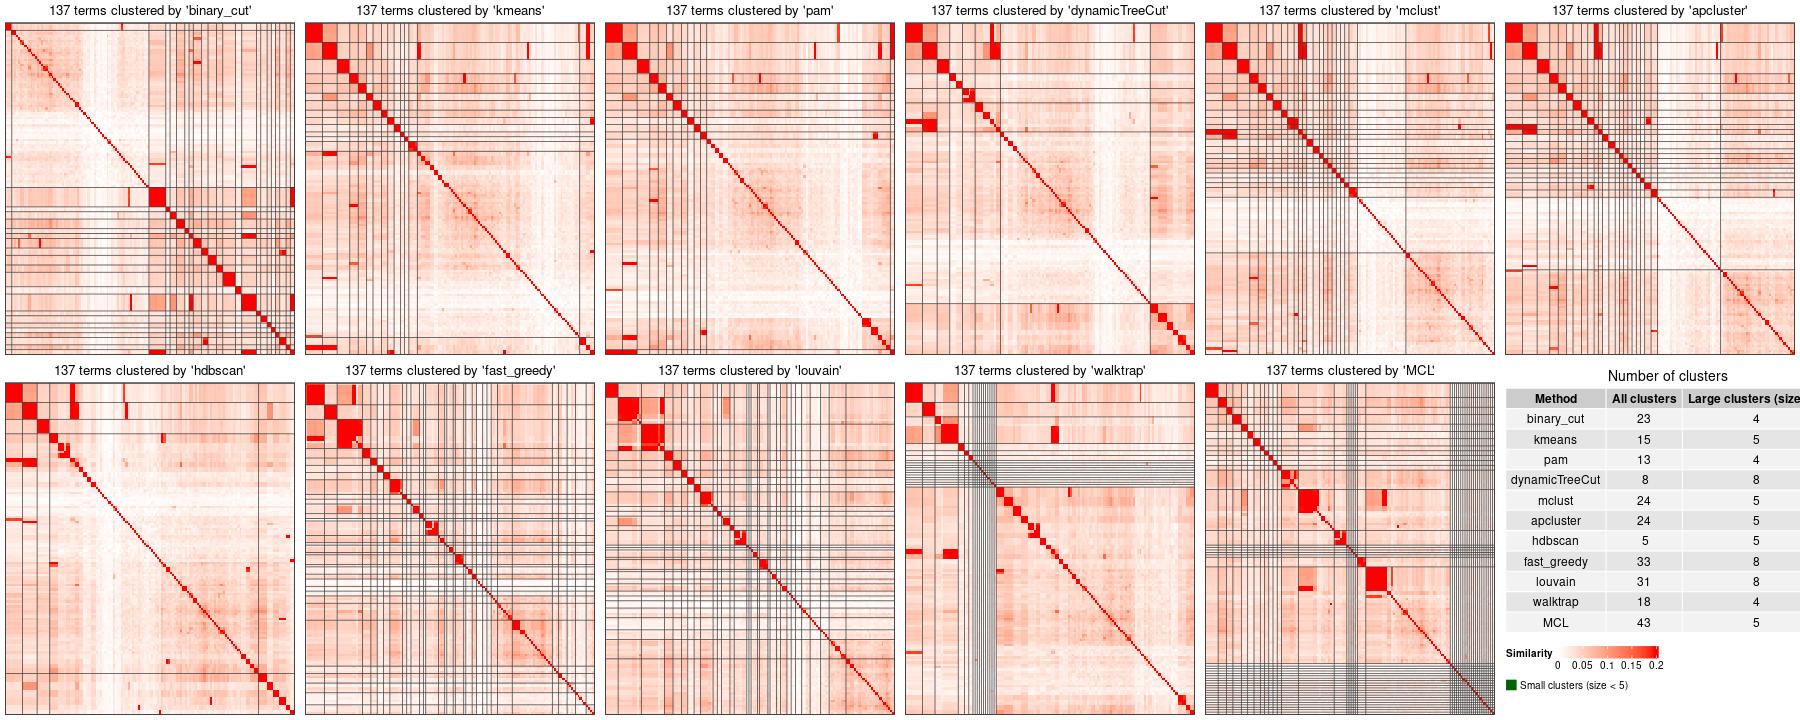 137 terms clustered by 'binary_cut'
137 terms clustered by 'kmeans'
137 terms clustered by 'pam'
137 terms clustered by 'dynamicTreeCut'
137 terms clustered by 'mclust'
137 terms clustered by 'apcluster'
137 terms clustered by 'hdbscan'
137 terms clustered by 'fast_greedy'
137 terms clustered by 'louvain'
137 terms clustered by 'walktrap'
137 terms clustered by 'MCL'
Number of clusters
Method All clusters Large clusters (size
binary_cut 23 4
kmeans 15 5
pam 13 4
dynamicTreeCut 8 8
mclust 24 5
apcluster 24 5
hdbscan 5 5
fast_greedy 33 8
louvain 31 8
walktrap 18 4
MCL 43 5
Similarity
0 0.05 0.1 0.15 0.2
Small clusters (size < 5)